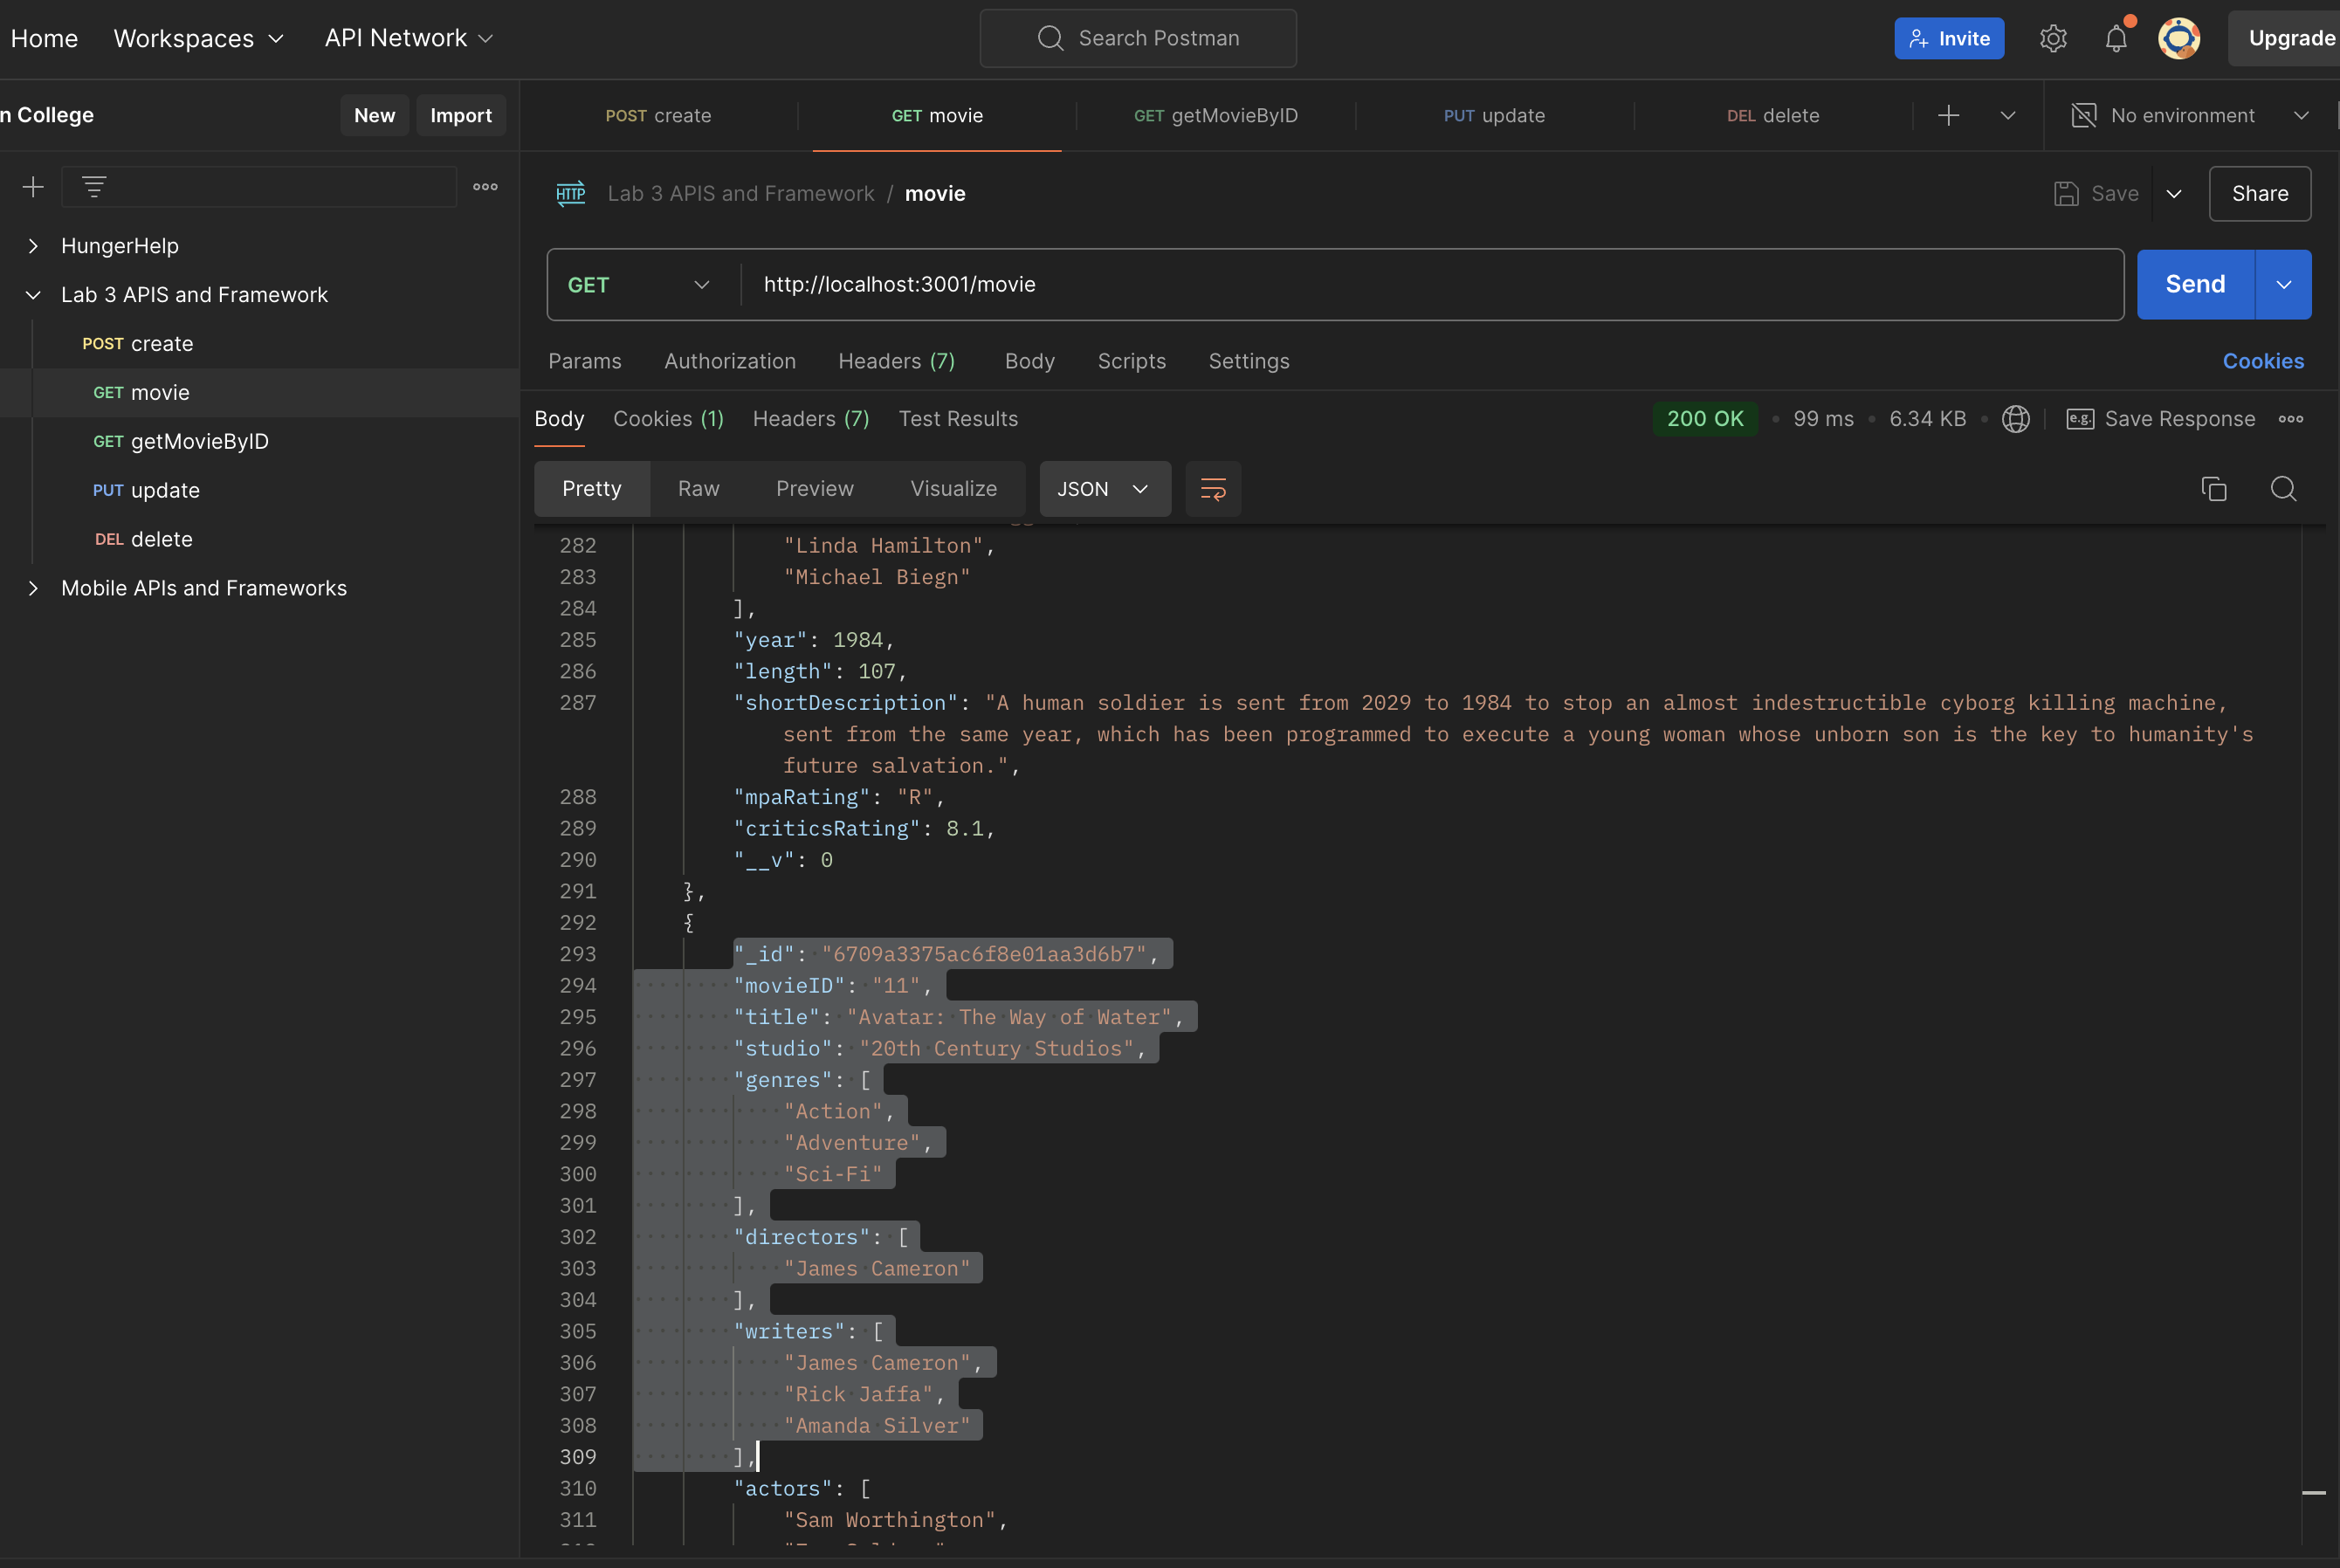 Home Workspaces API Network Search Postman Invite Upgrade
n College New Import POST create GET movie GET getMovieByID PUT update DEL delete No environment
HTTP Lab 3 APIS and Framework / movie Save Share
HungerHelp
Lab 3 APIS and Framework
POST create
GET movie
GET getMovieByID
PUT update
DEL delete
Mobile APIs and Frameworks
GET http://localhost:3001/movie Send
Params Authorization Headers (7) Body Scripts Settings Cookies
Body Cookies (1) Headers (7) Test Results 200 OK • 99 ms • 6.34 KB • e.g. Save Response
Pretty Raw Preview Visualize JSON
282 "Linda Hamilton",
283 "Michael Biegn"
284 ],
285 "year": 1984,
286 "length": 107,
287 "shortDescription": "A human soldier is sent from 2029 to 1984 to stop an almost indestructible cyborg killing machine,
sent from the same year, which has been programmed to execute a young woman whose unborn son is the key to humanity's
future salvation.",
288 "mpaRating": "R",
289 "criticsRating": 8.1,
290 "__v": 0
291 },
292 {
293 "_id": "6709a3375ac6f8e01aa3d6b7",
294 "movieID": "11",
295 "title": "Avatar: The Way of Water",
296 "studio": "20th Century Studios",
297 "genres": [
298 "Action",
299 "Adventure",
300 "Sci-Fi"
301 ],
302 "directors": [
303 "James Cameron"
304 ],
305 "writers": [
306 "James Cameron",
307 "Rick Jaffa",
308 "Amanda Silver"
309 ],
310 "actors": [
311 "Sam Worthington",